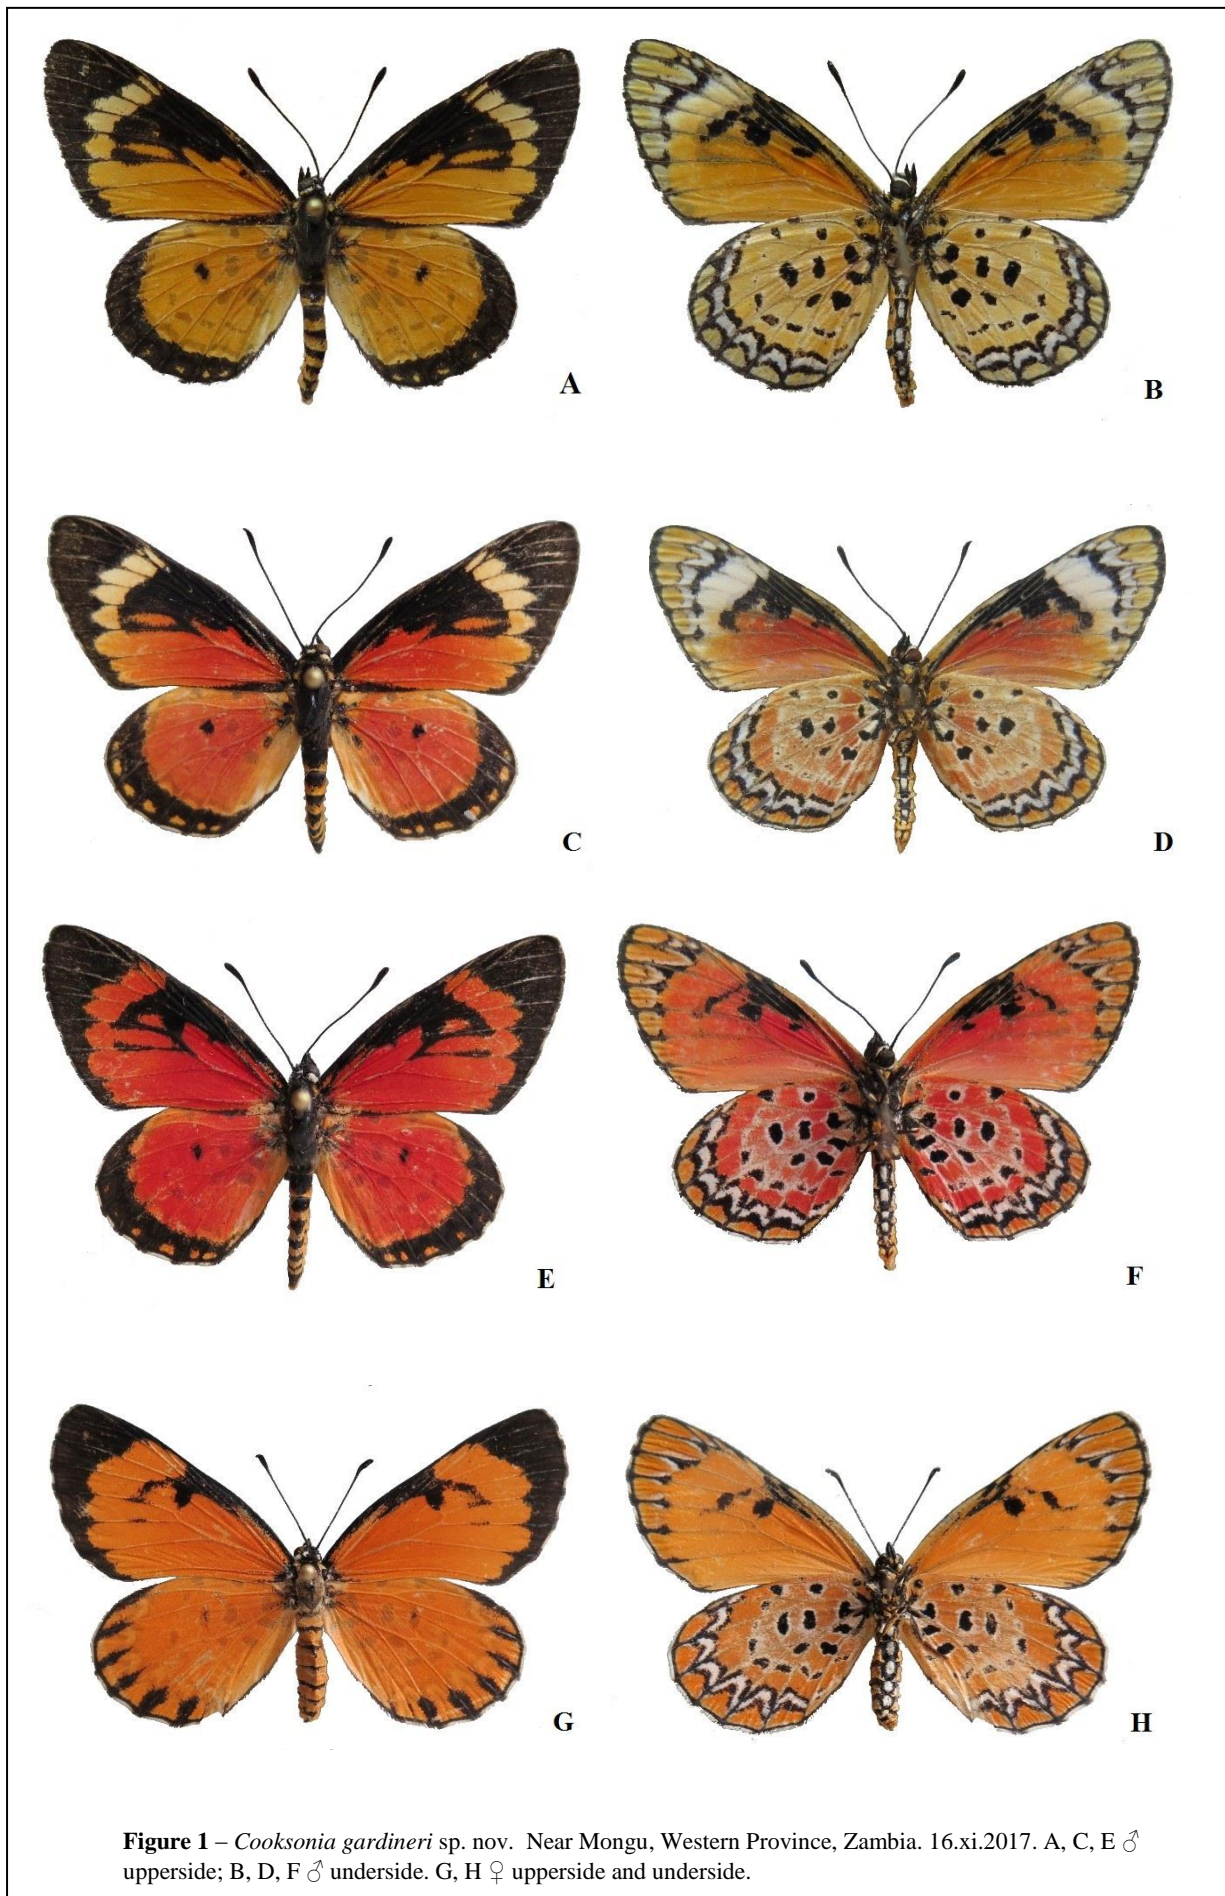 A
B
C
D
E
F
G
H
Figure 1 – Cooksonia gardineri sp. nov. Near Mongu, Western Province, Zambia. 16.xi.2017. A, C, E ♂
upperside; B, D, F ♂ underside. G, H ♀ upperside and underside.